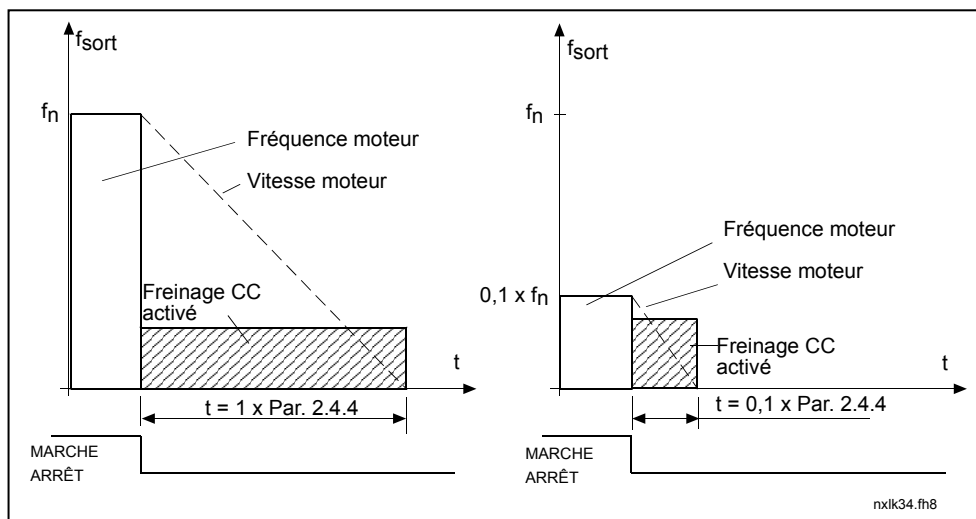 fsort
fn
Fréquence moteur
Vitesse moteur
Freinage CC
activé
t
t = 1 x Par. 2.4.4
MARCHE
ARRÊT
fsort
fn
Fréquence moteur
Vitesse moteur
0,1 x fn
Freinage CC
activé
t
t = 0,1 x Par. 2.4.4
MARCHE
ARRÊT
nxlk34.fh8